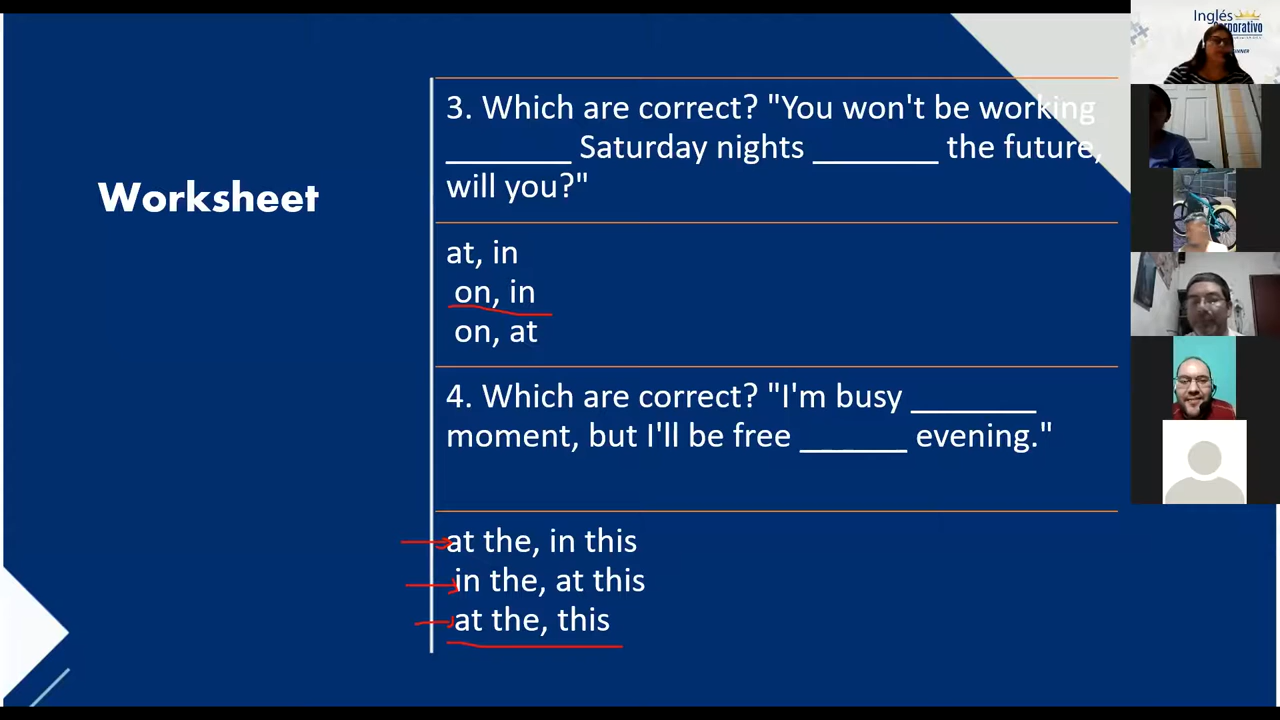 Inglés
Corporativo
Worksheet
3. Which are correct? "You won't be working
________ Saturday nights ________ the future,
will you?"
at, in
on, in
on, at
4. Which are correct? "I'm busy ________
moment, but I'll be free _______ evening."
at the, in this
in the, at this
at the, this